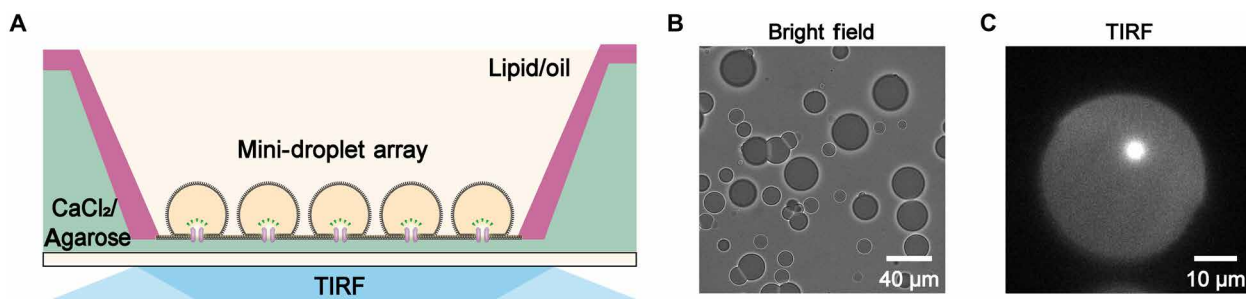 A
Lipid/oil
Mini-droplet array
CaCl₂/
Agarose
TIRF
B
Bright field
40 µm
C
TIRF
10 µm